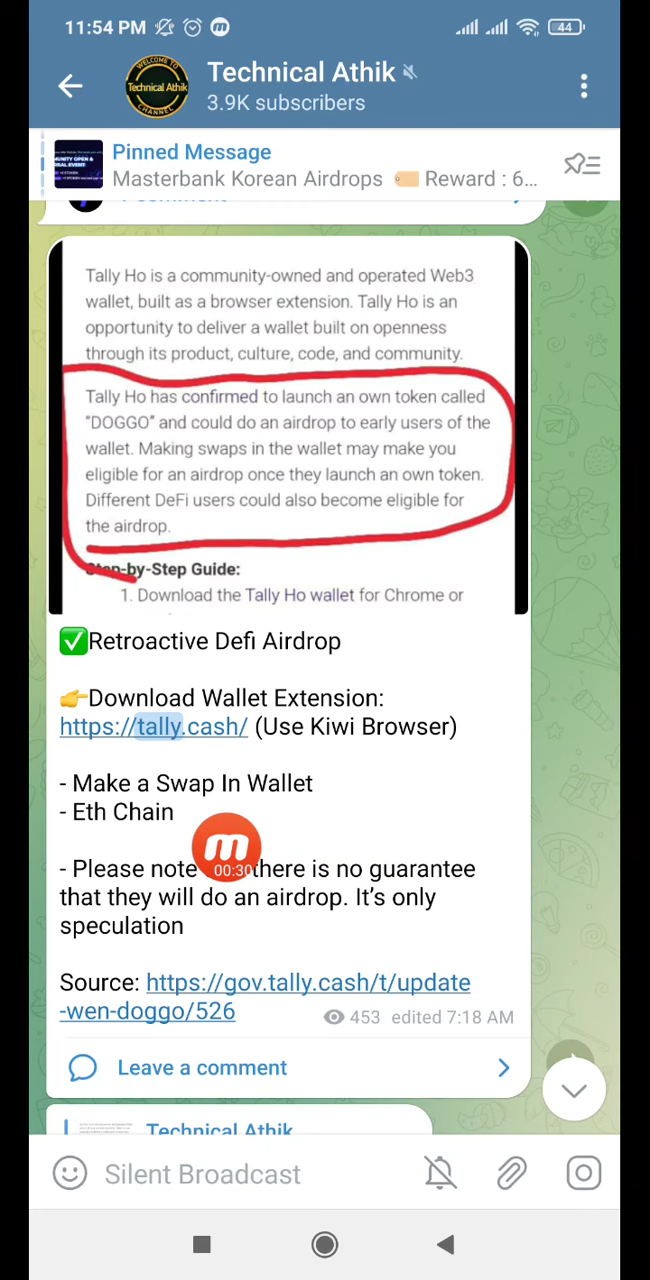 11:54 PM
44
WELCOME TO
Technical Athik
CHANNEL
Technical Athik
3.9K subscribers
Pinned Message
Masterbank Korean Airdrops Reward : 6...
Tally Ho is a community-owned and operated Web3
wallet, built as a browser extension. Tally Ho is an
opportunity to deliver a wallet built on openness
through its product, culture, code, and community.
Tally Ho has confirmed to launch an own token called
"DOGGO" and could do an airdrop to early users of the
wallet. Making swaps in the wallet may make you
eligible for an airdrop once they launch an own token.
Different DeFi users could also become eligible for
the airdrop.
Step-by-Step Guide:
1. Download the Tally Ho wallet for Chrome or
✅Retroactive Defi Airdrop
👉Download Wallet Extension:
https://tally.cash/ (Use Kiwi Browser)
- Make a Swap In Wallet
- Eth Chain
- Please note there is no guarantee
00:30
that they will do an airdrop. It's only
speculation
Source: https://gov.tally.cash/t/update
-wen-doggo/526
453 edited 7:18 AM
Leave a comment
Technical Athik
Silent Broadcast